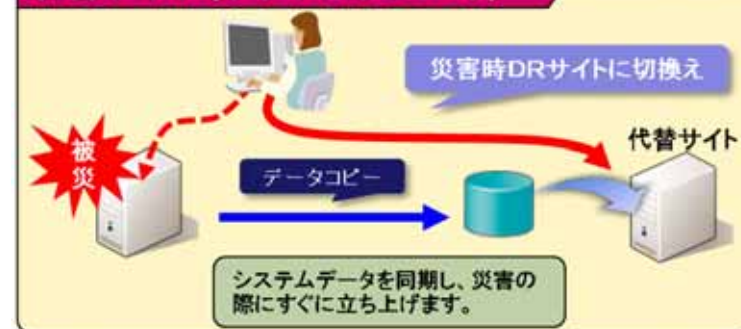 災害時DRサイトに切換え
代替サイト
被
災
データコピー
システムデータを同期し、災害の
際にすぐに立ち上げます。